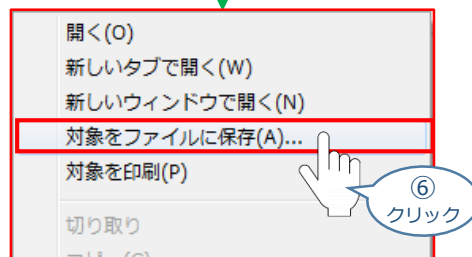 開く(O)
新しいタブで開く(W)
新しいウィンドウで開く(N)
対象をファイルに保存(A)...
対象を印刷(P)
⑥
クリック
切り取り